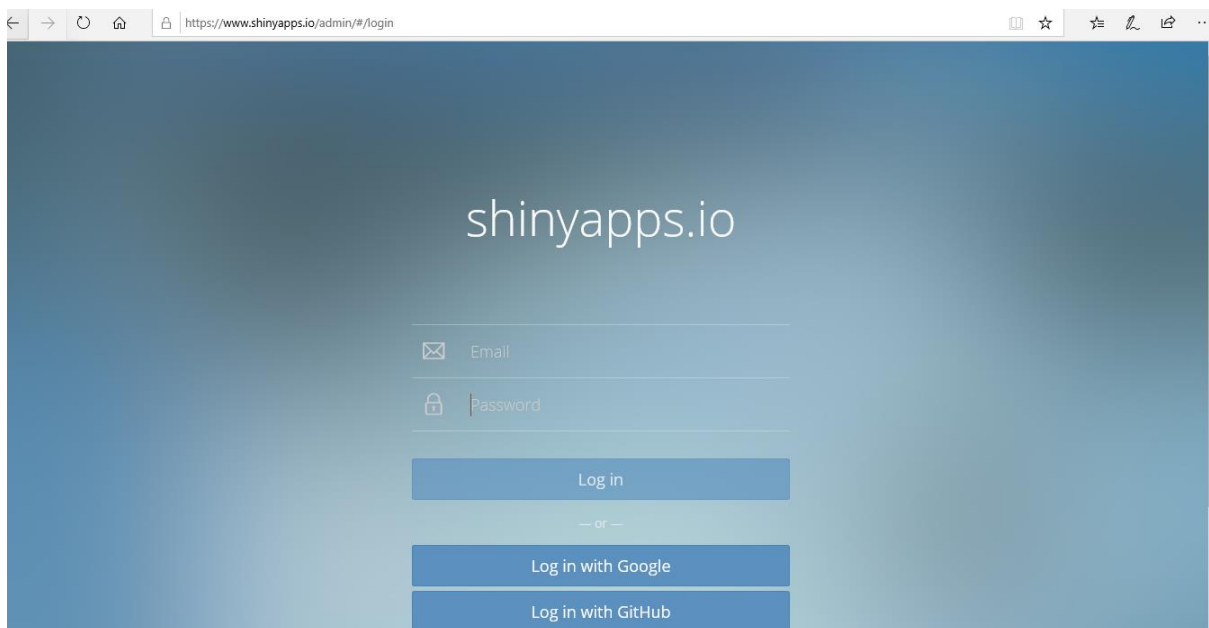 https://www.shinyapps.io/admin/#/login
shinyapps.io
Email
Password
Log in
— or —
Log in with Google
Log in with GitHub